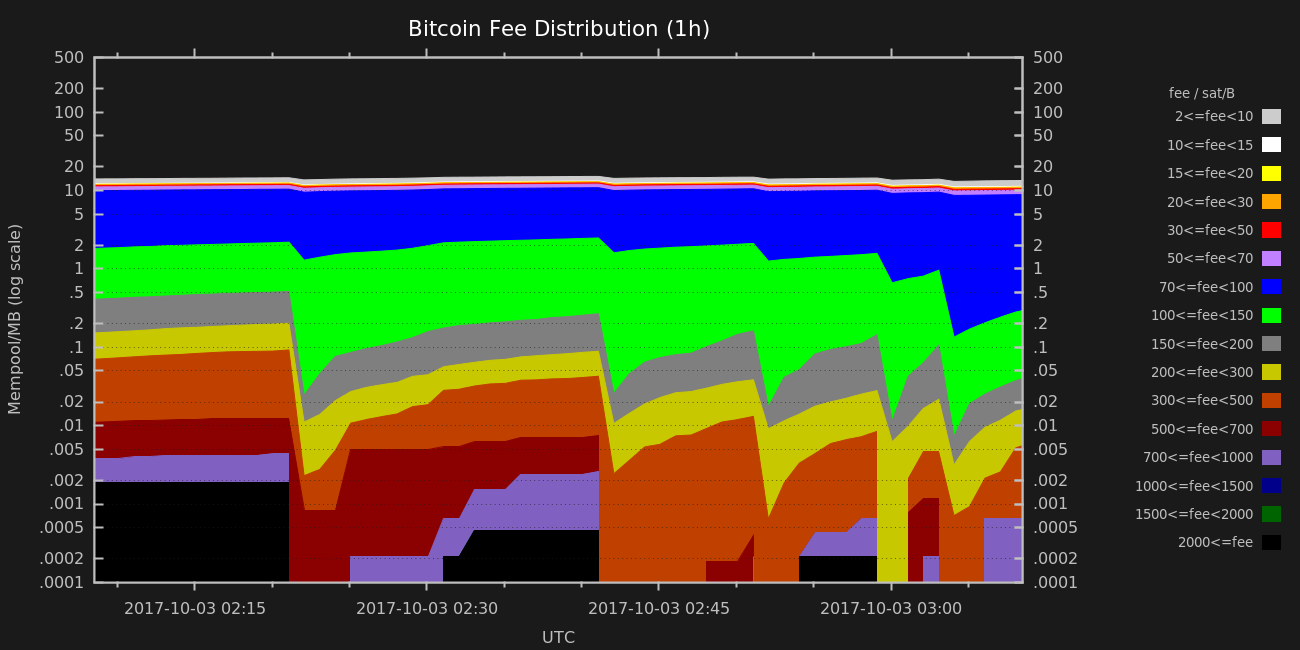 Bitcoin Fee Distribution (1h)
Mempool/MB (log scale)
500
200
100
50
20
10
5
2
1
.5
.2
.1
.05
.02
.01
.005
.002
.001
.0005
.0002
.0001
500
200
100
50
20
10
5
2
1
.5
.2
.1
.05
.02
.01
.005
.002
.001
.0005
.0002
.0001
2017-10-03 02:15
2017-10-03 02:30
2017-10-03 02:45
2017-10-03 03:00
UTC
fee / sat/B
2<=fee<10
10<=fee<15
15<=fee<20
20<=fee<30
30<=fee<50
50<=fee<70
70<=fee<100
100<=fee<150
150<=fee<200
200<=fee<300
300<=fee<500
500<=fee<700
700<=fee<1000
1000<=fee<1500
1500<=fee<2000
2000<=fee